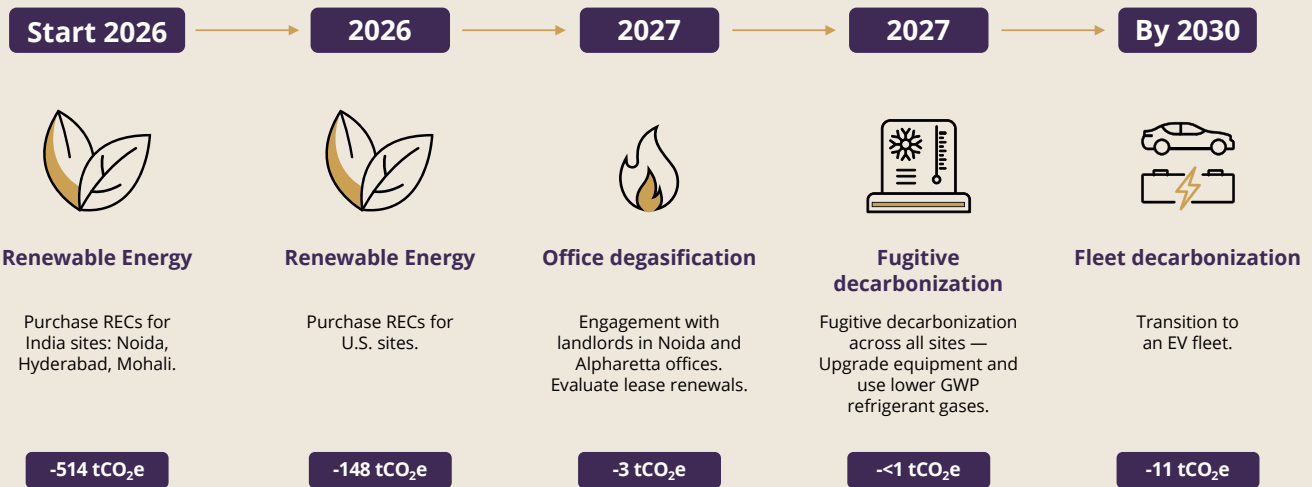 Start 2026
2026
2027
2027
By 2030
Renewable Energy
Purchase RECs for
India sites: Noida,
Hyderabad, Mohali.
-514 tCO₂e
Renewable Energy
Purchase RECs for
U.S. sites.
-148 tCO₂e
Office degasification
Engagement with
landlords in Noida and
Alpharetta offices.
Evaluate lease renewals.
-3 tCO₂e
Fugitive
decarbonization
Fugitive decarbonization
across all sites —
Upgrade equipment and
use lower GWP
refrigerant gases.
-<1 tCO₂e
Fleet decarbonization
Transition to
an EV fleet.
-11 tCO₂e